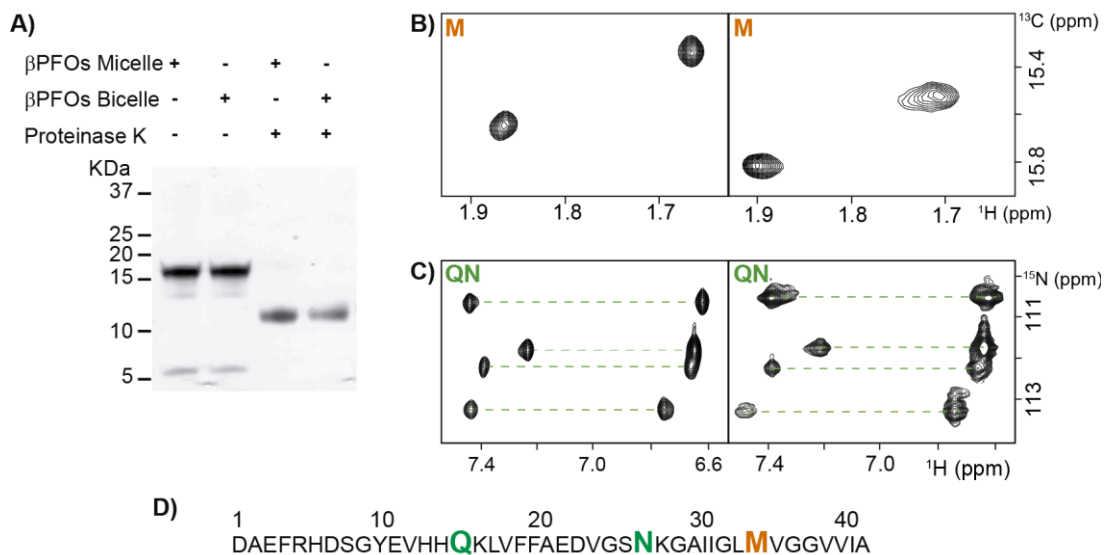 A)
βPFOs Micelle + - + -
βPFOs Bicelle - + - +
Proteinase K - - + +
KDa
37
25
20
15
10
5
B)
M M
¹³C (ppm)
15.4
15.8
1.9 1.8 1.7 1.9 1.8 1.7
¹H (ppm)
C)
QN QN
¹⁵N (ppm)
111
113
7.4 7.0 6.6 7.4 7.0
¹H (ppm)
D)
1 10 20 30 40
DAEFRHDSGYEVHHQKLVFFAEDVGSNKGAIIGLMVGGVVIA